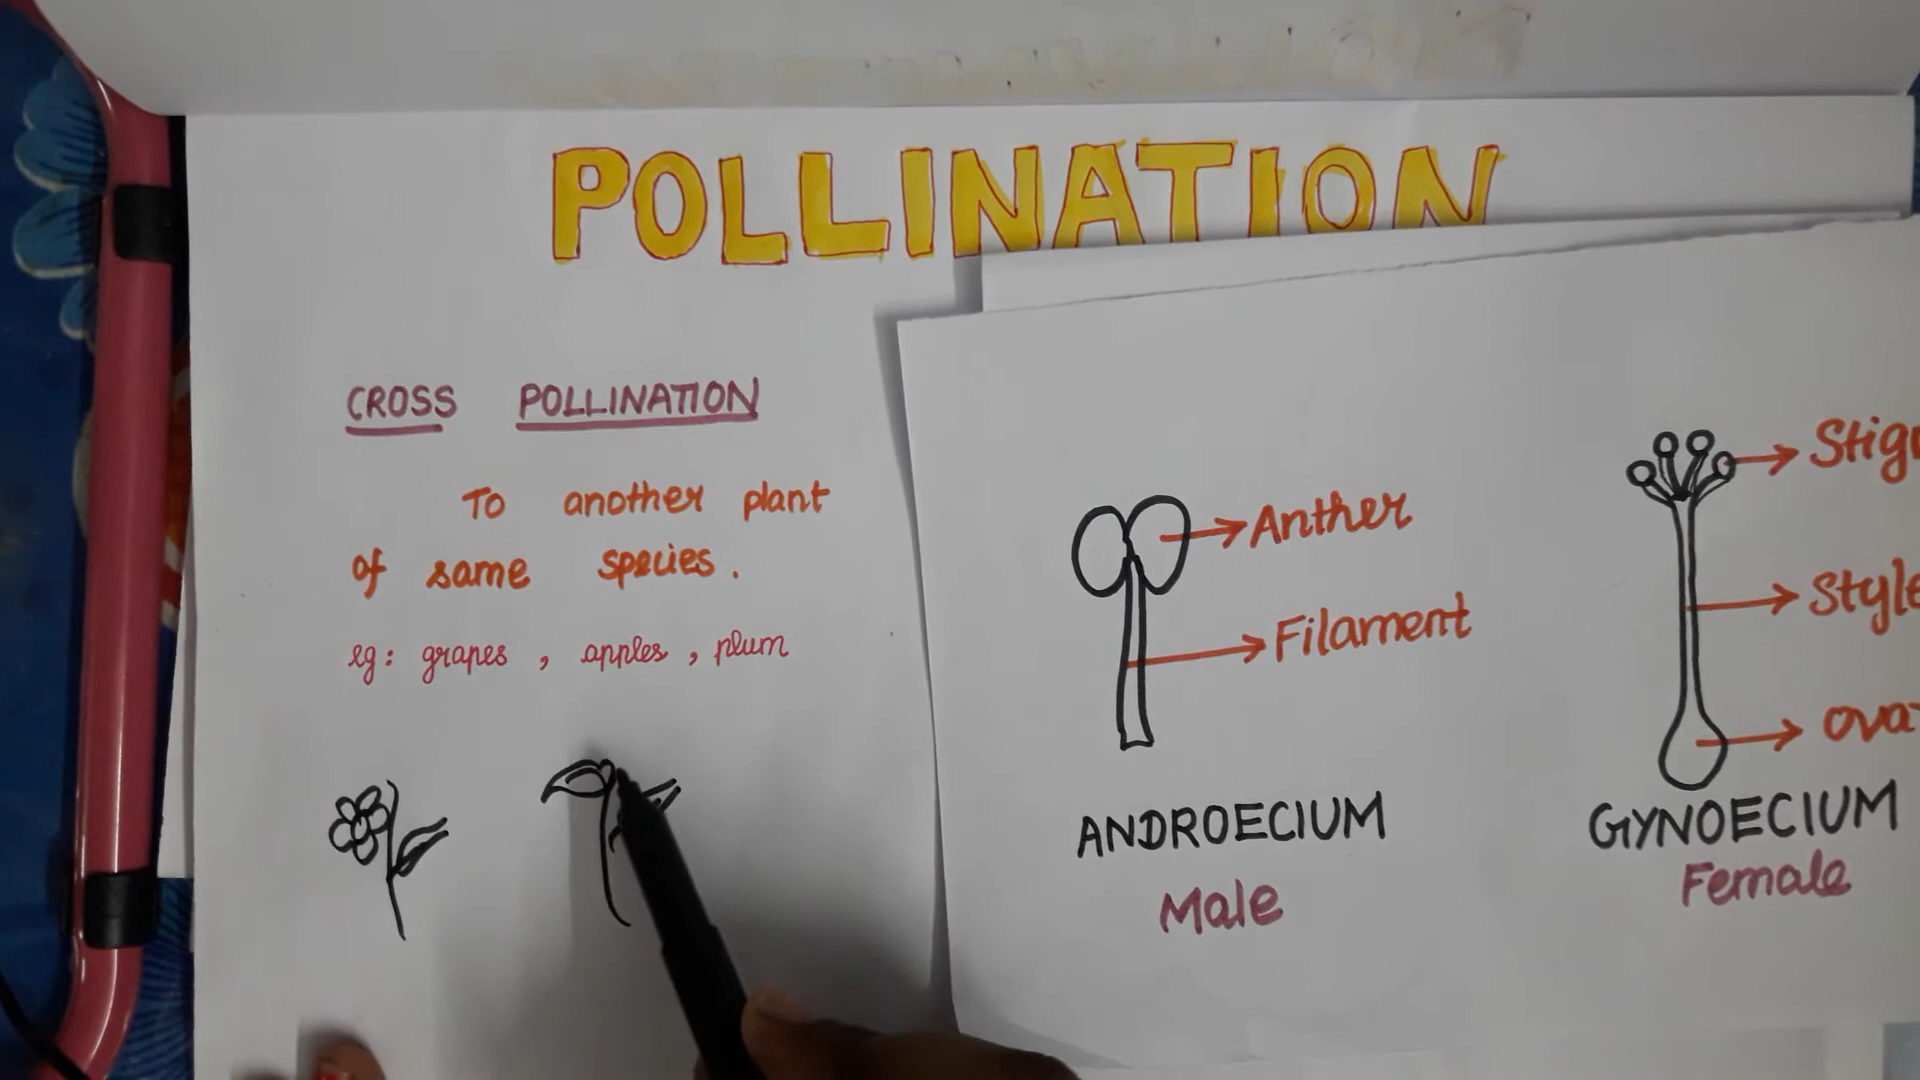 POLLINATION
CROSS POLLINATION
To another plant
of same species.
eg: grapes, apples, plum
Anther
Filament
ANDROECIUM
Male
Style
GYNOECIUM
Female